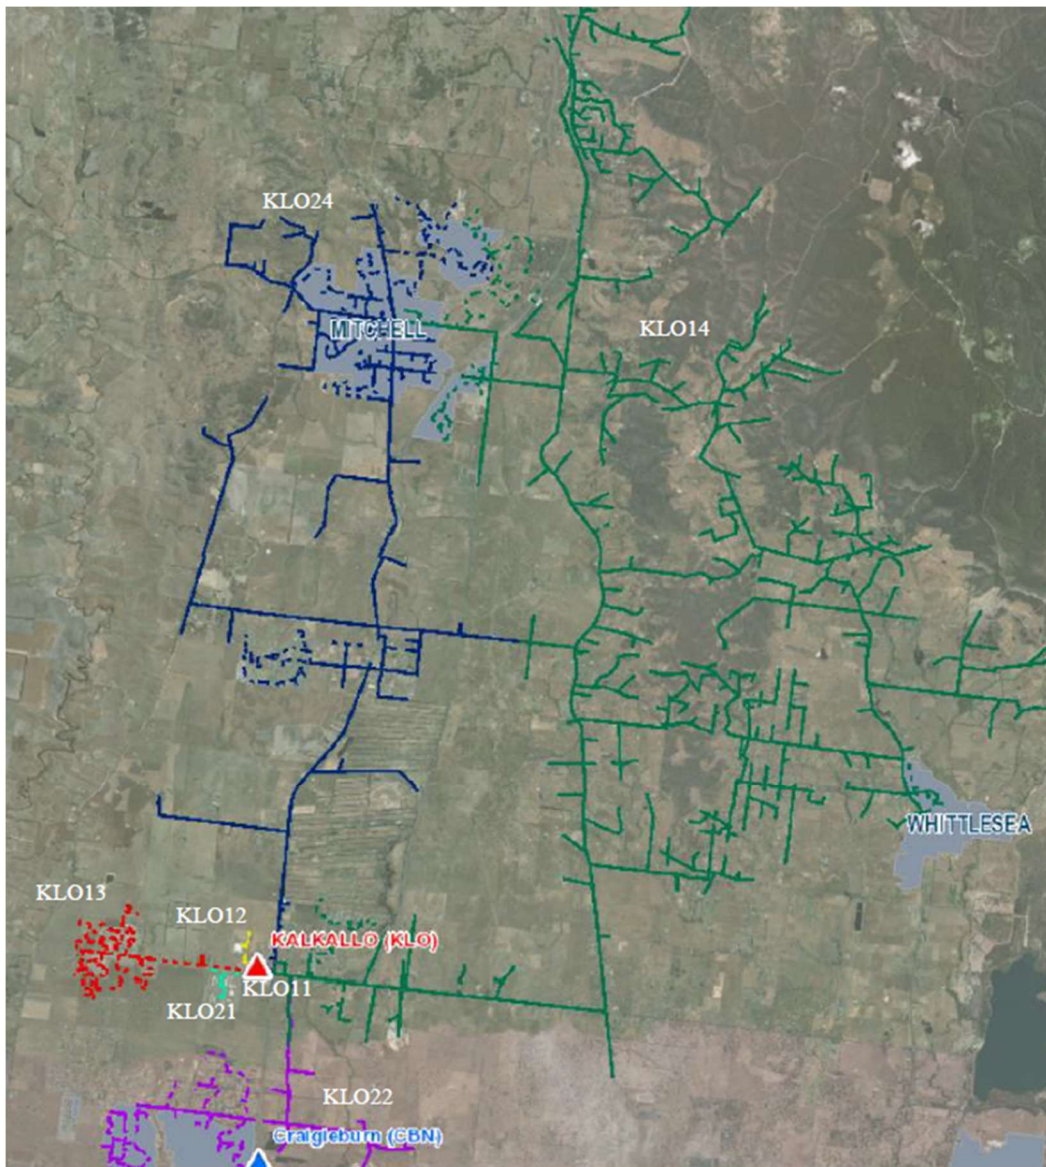 KLO24
MITCHELL
KLO14
WHITTLESEA
KLO13
KLO12
KALKALLO (KLO)
KLO11
KLO21
KLO22
Craigieburn (CBN)